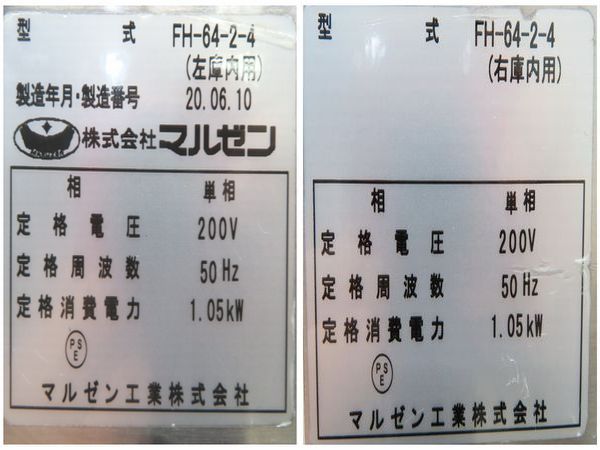 型 式 FH-64-2-4
(左庫内用)
製造年月・製造番号 20.06.10
株式会社マルゼン
相 単相
定格電圧 200V
定格周波数 50Hz
定格消費電力 1.05kW
PSE
マルゼン工業株式会社
型 式 FH-64-2-4
(右庫内用)
相 単相
定格電圧 200V
定格周波数 50Hz
定格消費電力 1.05kW
PSE
マルゼン工業株式会社